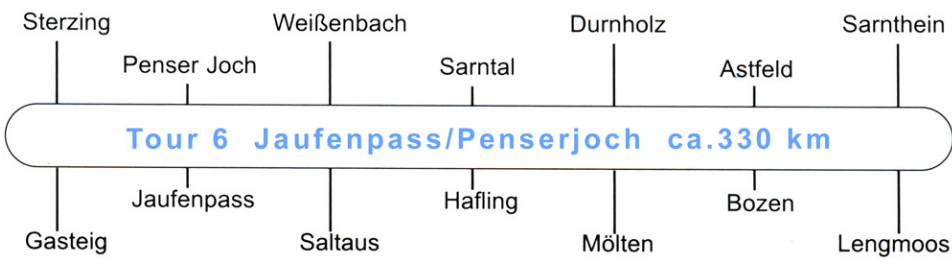 Sterzing Weißenbach Durnholz Sarnthein
Penser Joch Sarntal Astfeld
Tour 6 Jaufenpass/Penserjoch ca.330 km
Jaufenpass Hafling Bozen
Gasteig Saltaus Mölten Lengmoos